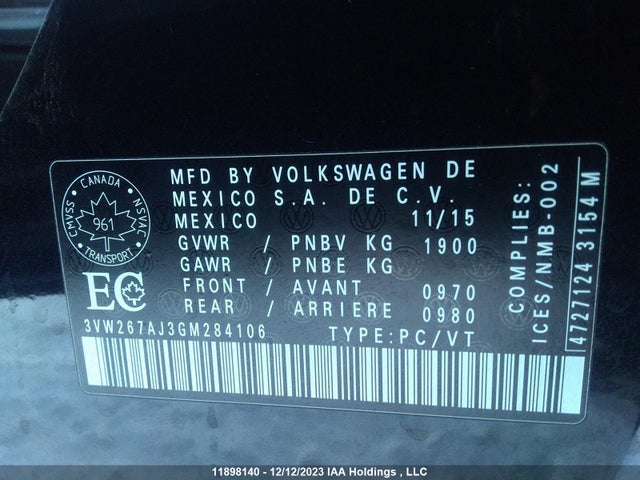 CANADA
961
TRANSPORT
CMVSS
NVSAC
MFD BY VOLKSWAGEN DE
MEXICO S.A. DE C.V.
MEXICO 11/15
GVWR / PNBV KG 1900
GAWR / PNBE KG
FRONT / AVANT 0970
REAR / ARRIERE 0980
EC
3VW267AJ3GM284106 TYPE:PC/VT
COMPLIES:
ICES/NMB-002
4727124 3154 M
11898140 - 12/12/2023 IAA Holdings , LLC